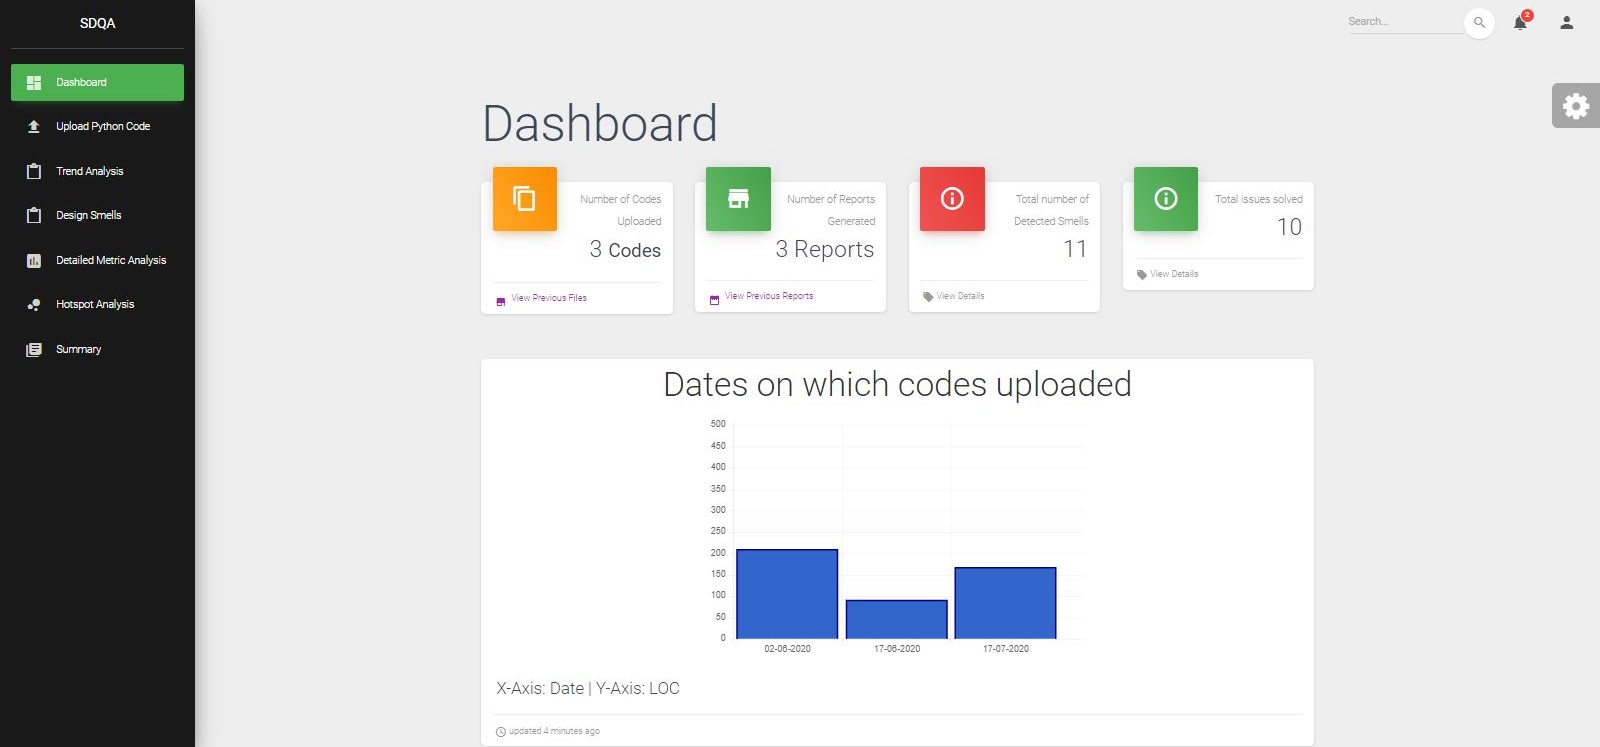 SDQA
Dashboard
Upload Python Code
Trend Analysis
Design Smells
Detailed Metric Analysis
Hotspot Analysis
Summary
Search...
2
Dashboard
Number of Codes
Uploaded
3 Codes
View Previous Files
Number of Reports
Generated
3 Reports
View Previous Reports
Total number of
Detected Smells
11
View Details
Total issues solved
10
View Details
Dates on which codes uploaded
500
450
400
350
300
250
200
150
100
50
0
02-06-2020 17-06-2020 17-07-2020
X-Axis: Date | Y-Axis: LOC
updated 4 minutes ago